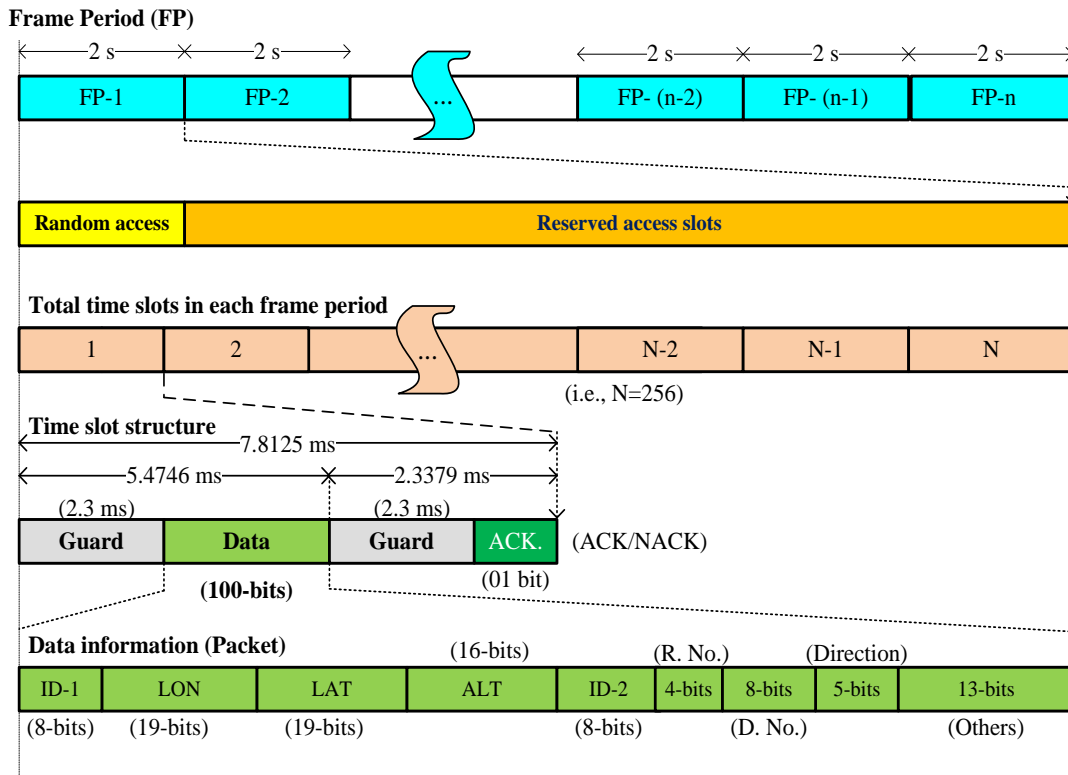 Frame Period (FP)
2 s 2 s 2 s 2 s 2 s
FP-1 FP-2 ... FP- (n-2) FP- (n-1) FP-n
Random access Reserved access slots
Total time slots in each frame period
1 2 ... N-2 N-1 N
(i.e., N=256)
Time slot structure
7.8125 ms
5.4746 ms 2.3379ms
(2.3 ms) (2.3 ms)
Guard Data Guard ACK. (ACK/NACK)
(100-bits) (01 bit)
Data information (Packet) (16-bits) (R. No.) (Direction)
ID-1 LON LAT ALT ID-2 4-bits 8-bits 5-bits 13-bits
(8-bits) (19-bits) (19-bits) (8-bits) (D. No.) (Others)